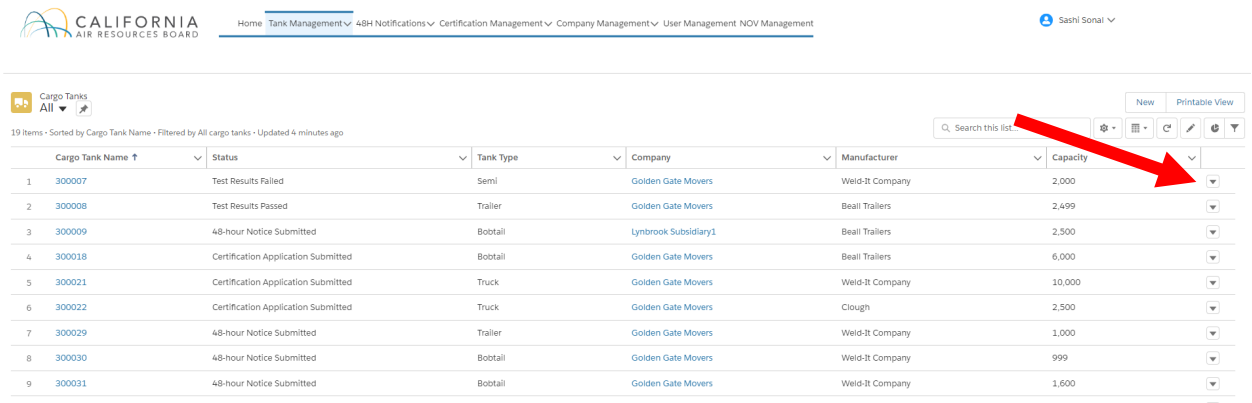 CALIFORNIA
AIR RESOURCES BOARD
Home Tank Management 48H Notifications Certification Management Company Management User Management NOV Management
Sashi Sonal
Cargo Tanks
All
New Printable View
19 items • Sorted by Cargo Tank Name • Filtered by All cargo tanks • Updated 4 minutes ago
Search this list...
Cargo Tank Name ↑ Status Tank Type Company Manufacturer Capacity
1 300007 Test Results Failed Semi Golden Gate Movers Weld-It Company 2,000
2 300008 Test Results Passed Trailer Golden Gate Movers Beall Trailers 2,499
3 300009 48-hour Notice Submitted Bobtail Lynbrook Subsidiary1 Beall Trailers 2,500
4 300018 Certification Application Submitted Bobtail Golden Gate Movers Beall Trailers 6,000
5 300021 Certification Application Submitted Truck Golden Gate Movers Weld-It Company 10,000
6 300022 Certification Application Submitted Truck Golden Gate Movers Clough 2,500
7 300029 48-hour Notice Submitted Trailer Golden Gate Movers Weld-It Company 1,000
8 300030 48-hour Notice Submitted Bobtail Golden Gate Movers Weld-It Company 999
9 300031 48-hour Notice Submitted Bobtail Golden Gate Movers Weld-It Company 1,600